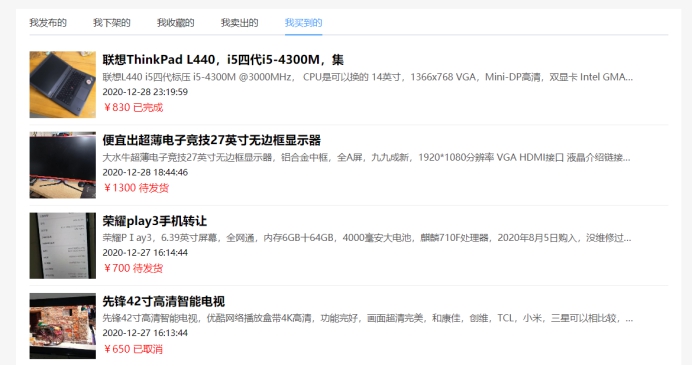 我发布的 我下架的 我收藏的 我卖出的 我买到的
联想ThinkPad L440，i5四代i5-4300M，集
联想L440 i5四代标压 i5-4300M @3000MHz， CPU是可以换的 14英寸，1366x768 VGA，Mini-DP高清，双显卡 Intel GMA...
2020-12-28 23:19:59
￥830 已完成
便宜出超薄电子竞技27英寸无边框显示器
大水牛超薄电子竞技27英寸无边框显示器，铝合金中框，全A屏，九九成新，1920*1080分辨率 VGA HDMI接口 液晶介绍链接...
2020-12-28 18:44:46
￥1300 待发货
荣耀play3手机转让
荣耀PＩay3，6.39英寸屏幕，全网通，内存6GB十64GB，4000毫安大电池，麒麟710F处理器，2020年8月5日购入，没维修过...
2020-12-27 16:14:44
￥700 待发货
先锋42寸高清智能电视
先锋42寸高清智能电视，优酷网络播放盒带4K高清，功能完好，画面超清完美，和康佳，创维，TCL，小米，三星可以相比较，...
2020-12-27 16:13:44
￥650 已取消